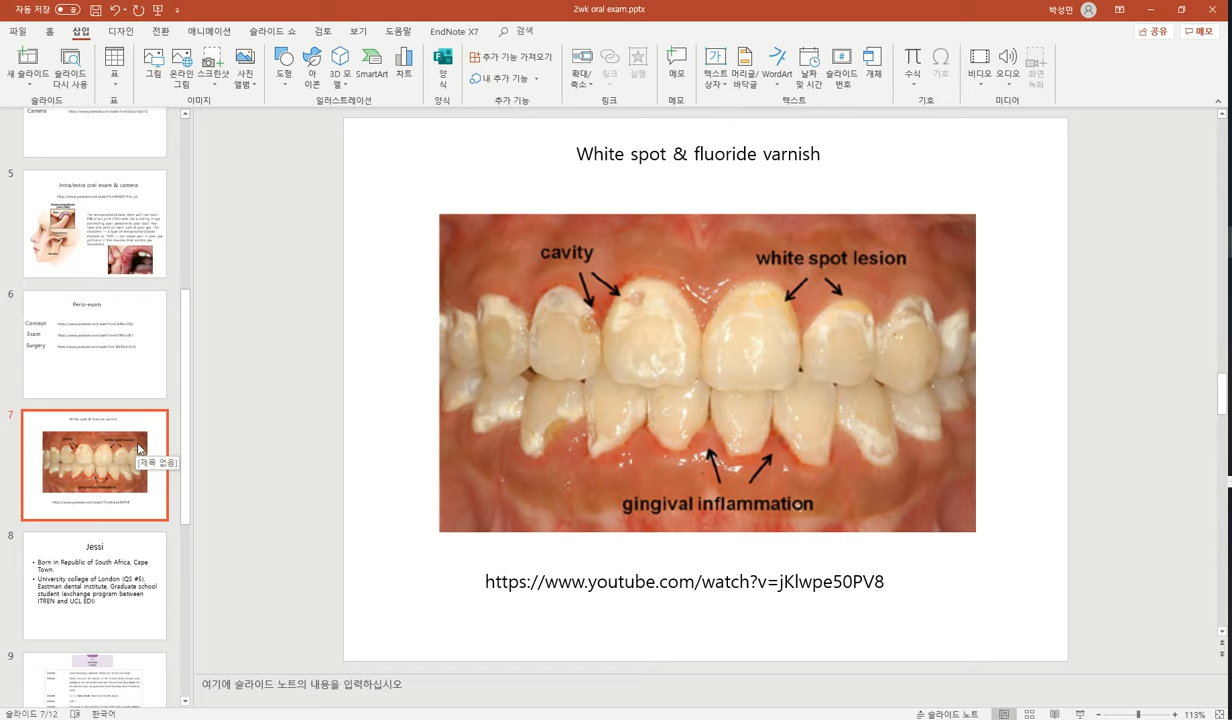 자동 저장
2wk oral exam.pptx
박성민
파일 홈 삽입 디자인 전환 애니메이션 슬라이드 쇼 검토 보기 도움말 EndNote X7 검색
공유 메모
새 슬라이드
슬라이드 다시 사용
표
그림
온라인 그림
스크린샷
사진 앨범
도형
아이콘
3D 모델
SmartArt
차트
양식
추가 기능 가져오기
내 추가 기능
확대/축소
링크
실행
메모
텍스트 상자
머리글/바닥글
WordArt
날짜 및 시간
슬라이드 번호
개체
수식
기호
비디오
오디오
화면 녹화
슬라이드 표 이미지 일러스트레이션 양식 추가 기능 링크 메모 텍스트 기호 미디어
Camera
5
Intra/extra oral exam & camera
6
Perio-exam
Concept
Exam
Surgery
7
White spot & fluoride varnish
cavity
white spot lesion
gingival inflammation
[제목 없음]
8
Jessi
• Born in Republic of South Africa, Cape
Town.
• University college of London (QS #5),
Eastman dental institute, Graduate school
student (exchange program between
ITREN and UCL EDI)
9
White spot & fluoride varnish
cavity
white spot lesion
gingival inflammation
https://www.youtube.com/watch?v=jKlwpe50PV8
여기에 슬라이드 노트의 내용을 입력하십시오
슬라이드 7/12
한국어
슬라이드 노트
113%